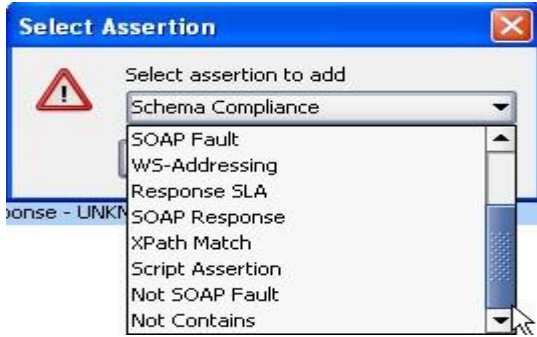 Select Assertion
Select assertion to add
Schema Compliance
SOAP Fault
WS-Addressing
Response SLA
SOAP Response
XPath Match
Script Assertion
Not SOAP Fault
Not Contains